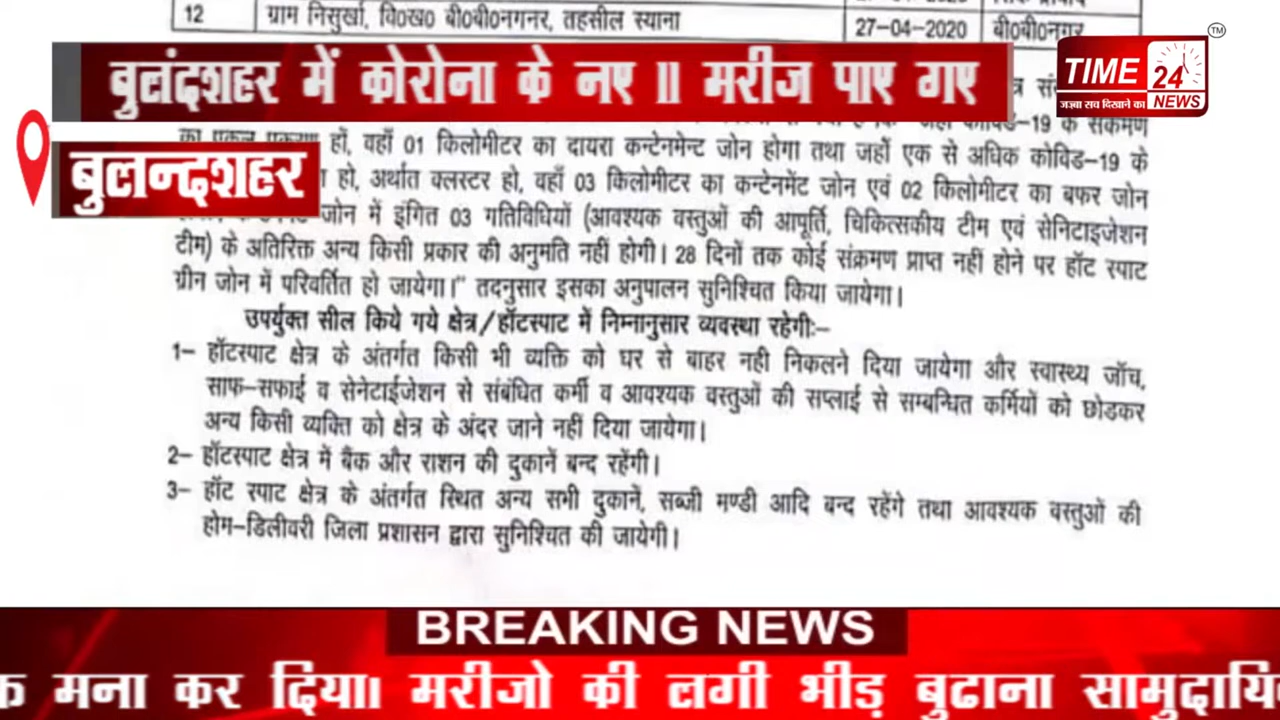 12 ग्राम निसुर्खा, वि०ख० बी०बी०नगनर, तहसील स्याना 27-04-2020 बी०बी०नगर
बुलंदशहर में कोरोना के नए 11 मरीज पाए गए
TIME 24 NEWS
TM
जज़्बा सच दिखाने का
बुलन्दशहर
हों, वहाँ 01 किलोमीटर का दायरा कन्टेनमेन्ट जोन होगा तथा जहाँ एक से अधिक कोविड-19 के
हो, अर्थात क्लस्टर हो, वहाँ 03 किलोमीटर का कन्टेनमेंट जोन एवं 02 किलोमीटर का बफर जोन
जोन में इंगित 03 गतिविधियों (आवश्यक वस्तुओं की आपूर्ति, चिकित्सकीय टीम एवं सेनिटाइजेशन
टीम) के अतिरिक्त अन्य किसी प्रकार की अनुमति नहीं होगी। 28 दिनों तक कोई संक्रमण प्राप्त नहीं होने पर हॉट स्पाट
ग्रीन जोन में परिवर्तित हो जायेगा।" तदनुसार इसका अनुपालन सुनिश्चित किया जायेगा।
उपर्युक्त सील किये गये क्षेत्र/हॉटस्पाट में निम्नानुसार व्यवस्था रहेगी:-
1- हॉटस्पाट क्षेत्र के अंतर्गत किसी भी व्यक्ति को घर से बाहर नही निकलने दिया जायेगा और स्वास्थ्य जॉच,
साफ-सफाई व सेनेटाईजेशन से संबंधित कर्मी व आवश्यक वस्तुओं की सप्लाई से सम्बन्धित कर्मियों को छोडकर
अन्य किसी व्यक्ति को क्षेत्र के अंदर जाने नहीं दिया जायेगा।
2- हॉटस्पाट क्षेत्र में बैंक और राशन की दुकानें बन्द रहेंगी।
3- हॉट स्पाट क्षेत्र के अंतर्गत स्थित अन्य सभी दुकानें, सब्जी मण्डी आदि बन्द रहेंगे तथा आवश्यक वस्तुओं की
होम-डिलीवरी जिला प्रशासन द्वारा सुनिश्चित की जायेगी।
BREAKING NEWS
क मना कर दिया। मरीजो की लगी भीड़ बुढाना सामुदायि